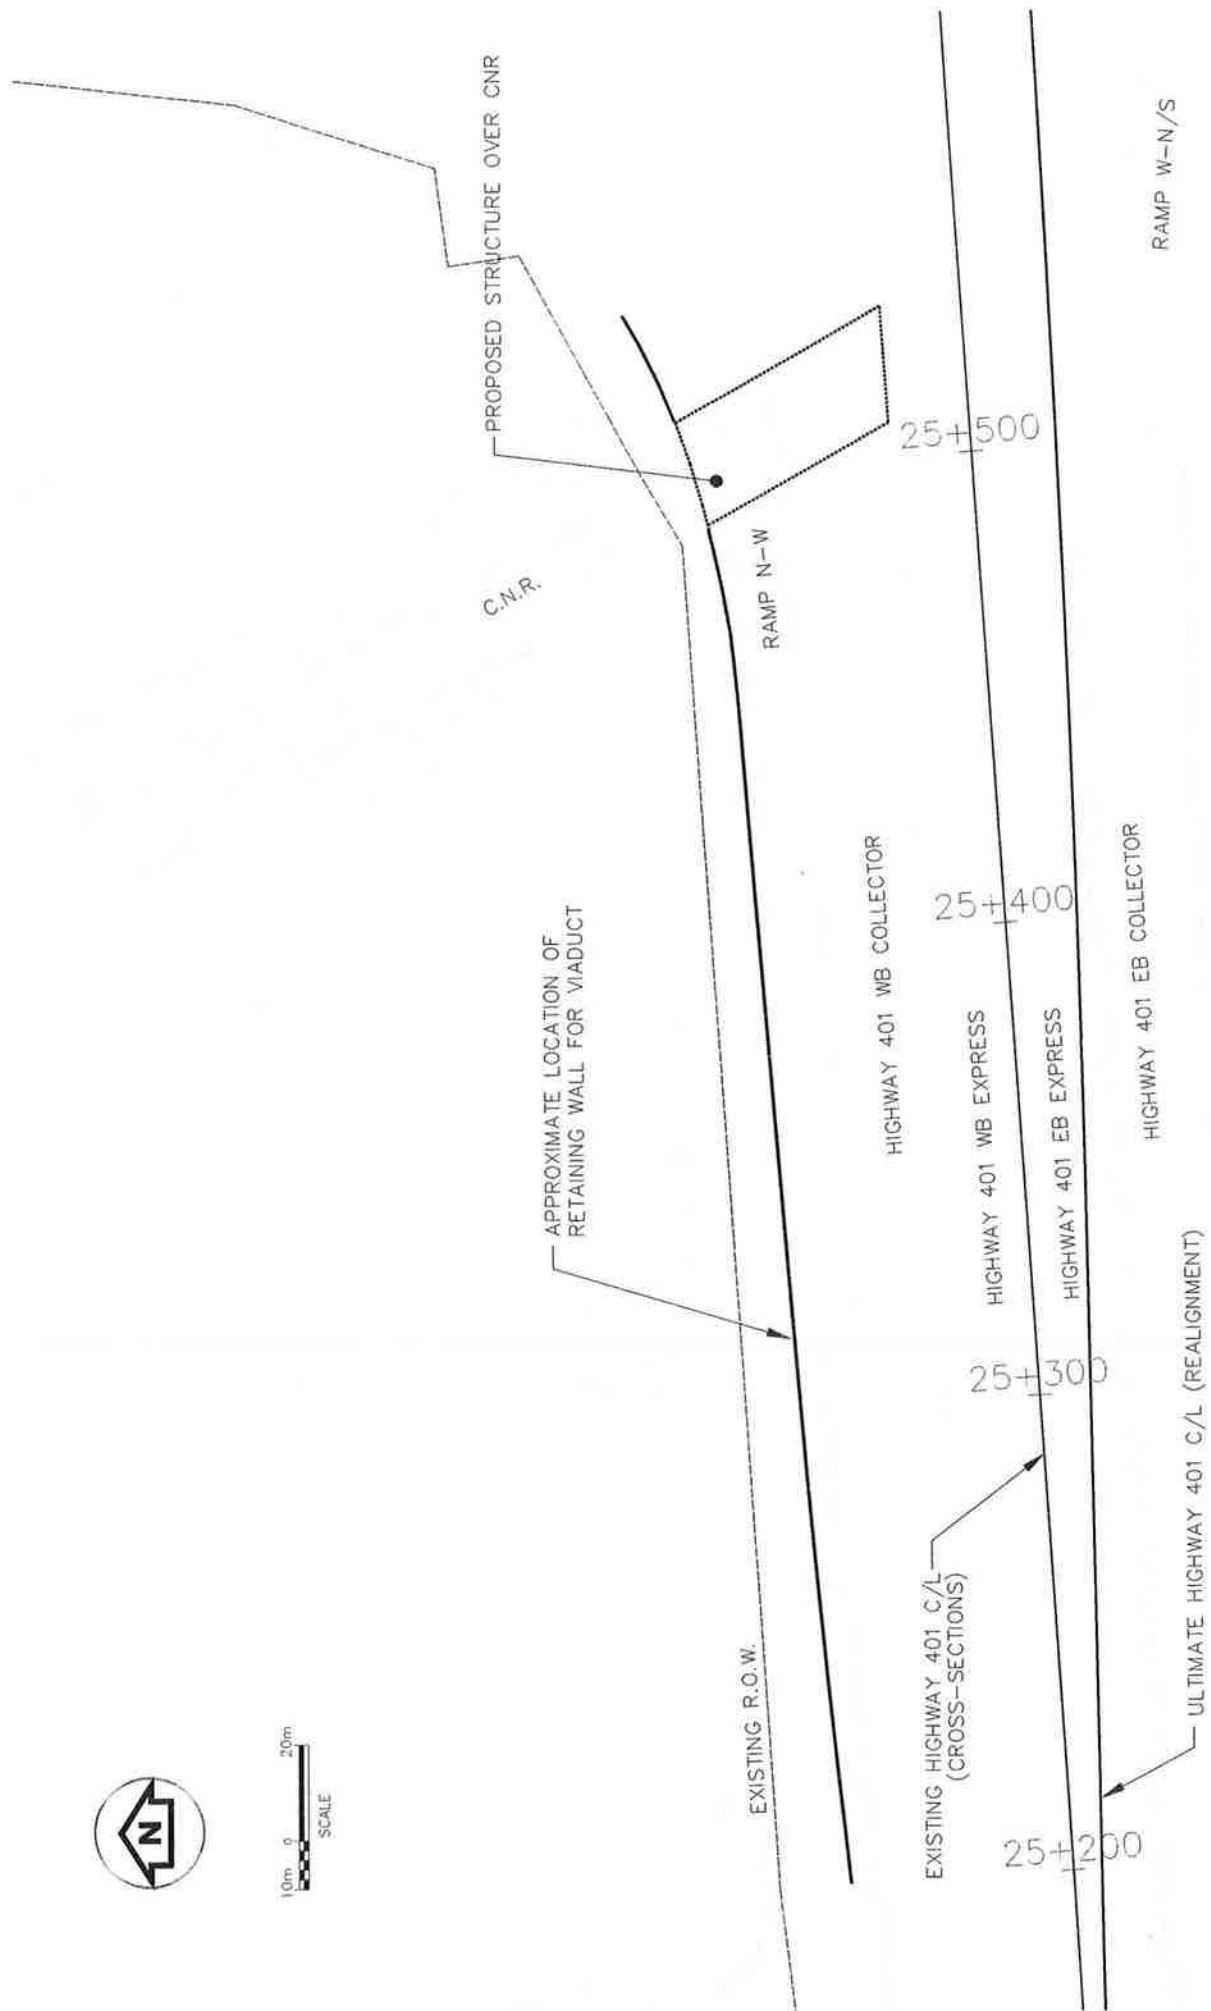 N
10m 0 20m
SCALE
PROPOSED STRUCTURE OVER CNR
C.N.R.
RAMP N-W
APPROXIMATE LOCATION OF
RETAINING WALL FOR VIADUCT
EXISTING R.O.W.
HIGHWAY 401 WB COLLECTOR
25+200
25+300
25+400
25+500
HIGHWAY 401 WB EXPRESS
HIGHWAY 401 EB EXPRESS
EXISTING HIGHWAY 401 C/L
(CROSS-SECTIONS)
HIGHWAY 401 EB COLLECTOR
RAMP W-N/S
ULTIMATE HIGHWAY 401 C/L (REALIGNMENT)